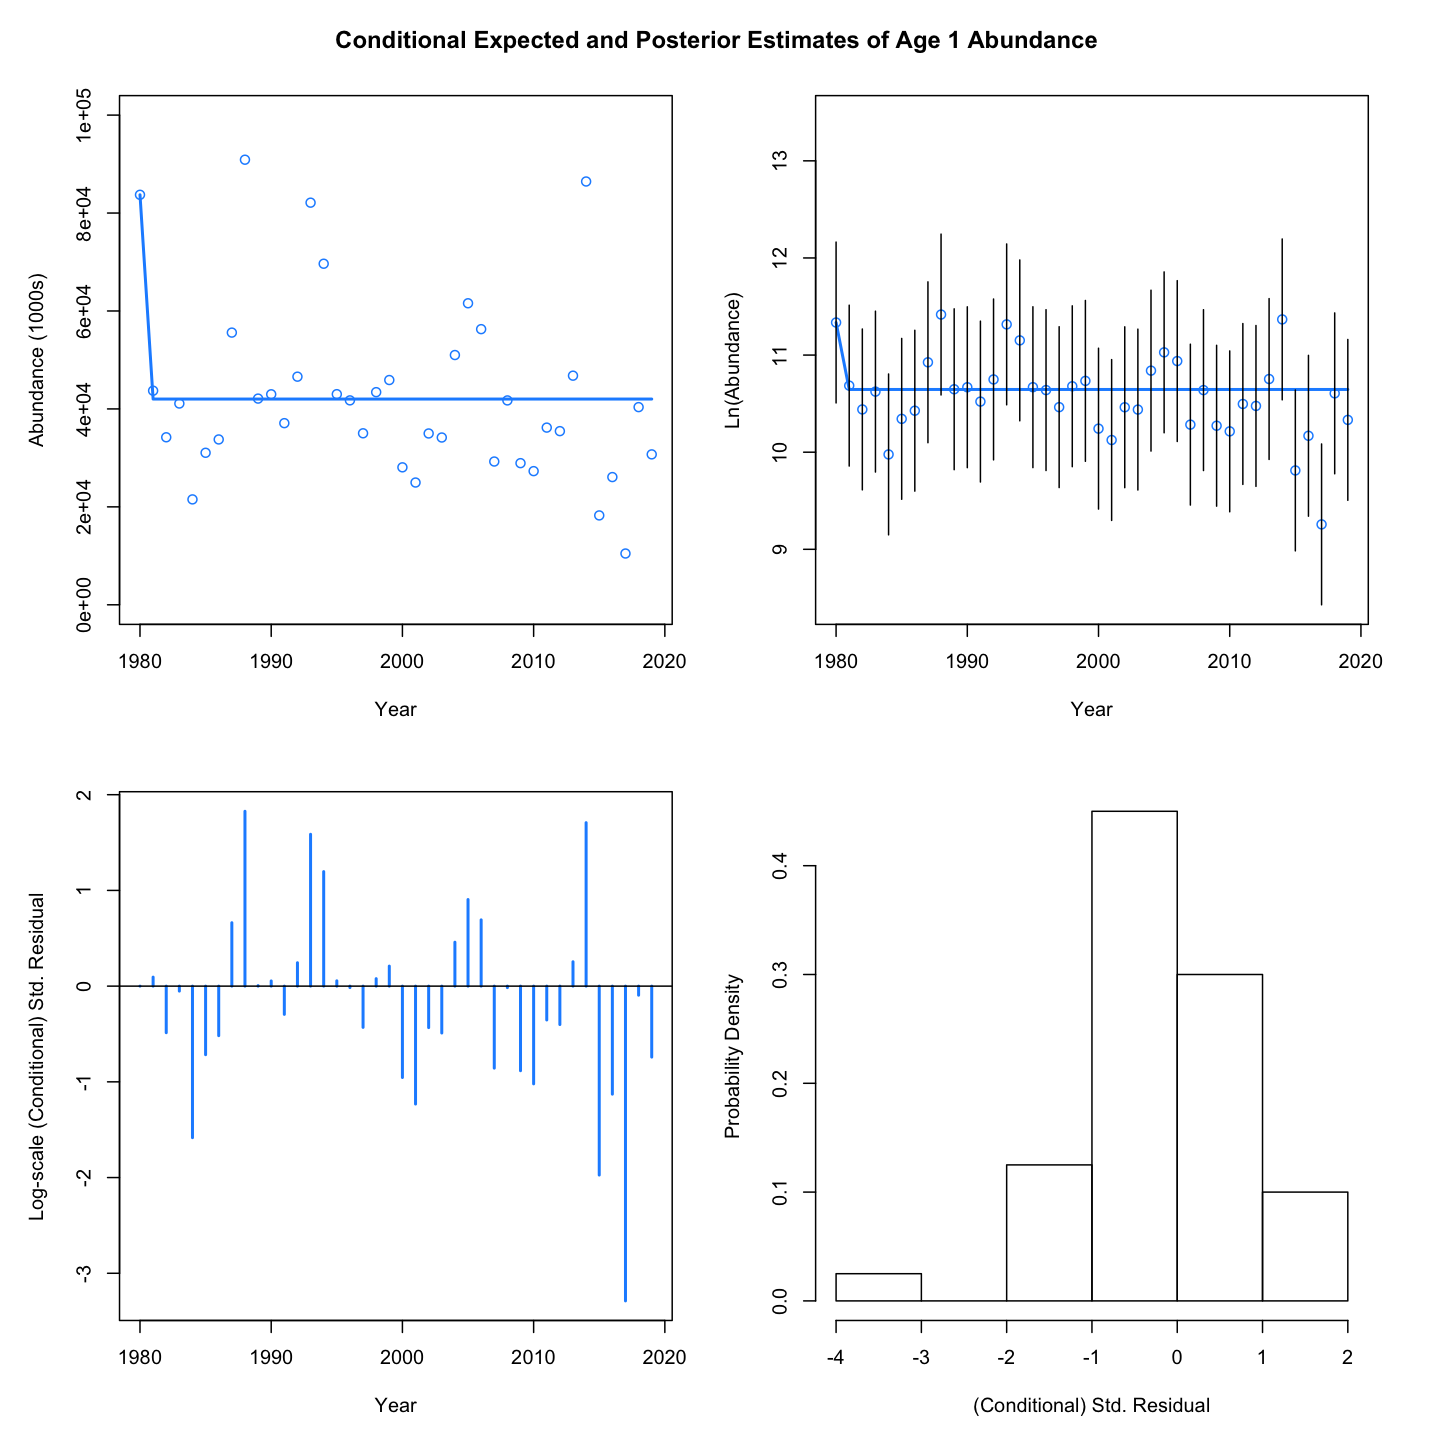 Conditional Expected and Posterior Estimates of Age 1 Abundance
Abundance (1000s)
1e+05
8e+04
6e+04
4e+04
2e+04
0e+00
1980 1990 2000 2010 2020
Year
Ln(Abundance)
13
12
11
10
9
1980 1990 2000 2010 2020
Year
Log-scale (Conditional) Std. Residual
2
1
0
-1
-2
-3
1980 1990 2000 2010 2020
Year
Probability Density
0.4
0.3
0.2
0.1
0.0
-4 -3 -2 -1 0 1 2
(Conditional) Std. Residual